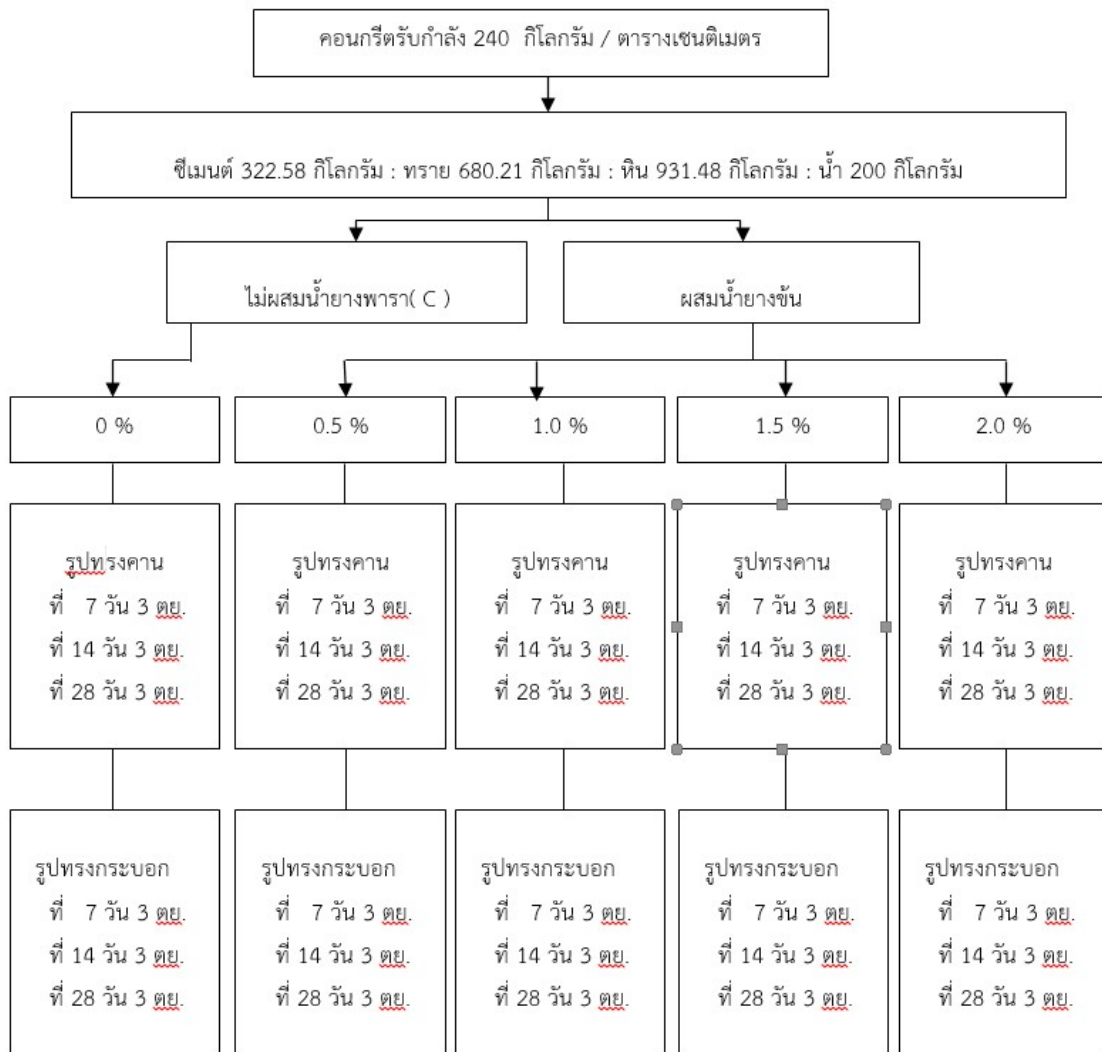 คอนกรีตรับกำลัง 240 กิโลกรัม / ตารางเซนติเมตร
ซีเมนต์ 322.58 กิโลกรัม : ทราย 680.21 กิโลกรัม : หิน 931.48 กิโลกรัม : น้ำ 200 กิโลกรัม
ไม่ผสมน้ำยางพารา( C )
ผสมน้ำยางข้น
0 %
0.5 %
1.0 %
1.5 %
2.0 %
รูปทรงคาน
ที่ 7 วัน 3 ตย.
ที่ 14 วัน 3 ตย.
ที่ 28 วัน 3 ตย.
รูปทรงคาน
ที่ 7 วัน 3 ตย.
ที่ 14 วัน 3 ตย.
ที่ 28 วัน 3 ตย.
รูปทรงคาน
ที่ 7 วัน 3 ตย.
ที่ 14 วัน 3 ตย.
ที่ 28 วัน 3 ตย.
รูปทรงคาน
ที่ 7 วัน 3 ตย.
ที่ 14 วัน 3 ตย.
ที่ 28 วัน 3 ตย.
รูปทรงคาน
ที่ 7 วัน 3 ตย.
ที่ 14 วัน 3 ตย.
ที่ 28 วัน 3 ตย.
รูปทรงกระบอก
ที่ 7 วัน 3 ตย.
ที่ 14 วัน 3 ตย.
ที่ 28 วัน 3 ตย.
รูปทรงกระบอก
ที่ 7 วัน 3 ตย.
ที่ 14 วัน 3 ตย.
ที่ 28 วัน 3 ตย.
รูปทรงกระบอก
ที่ 7 วัน 3 ตย.
ที่ 14 วัน 3 ตย.
ที่ 28 วัน 3 ตย.
รูปทรงกระบอก
ที่ 7 วัน 3 ตย.
ที่ 14 วัน 3 ตย.
ที่ 28 วัน 3 ตย.
รูปทรงกระบอก
ที่ 7 วัน 3 ตย.
ที่ 14 วัน 3 ตย.
ที่ 28 วัน 3 ตย.